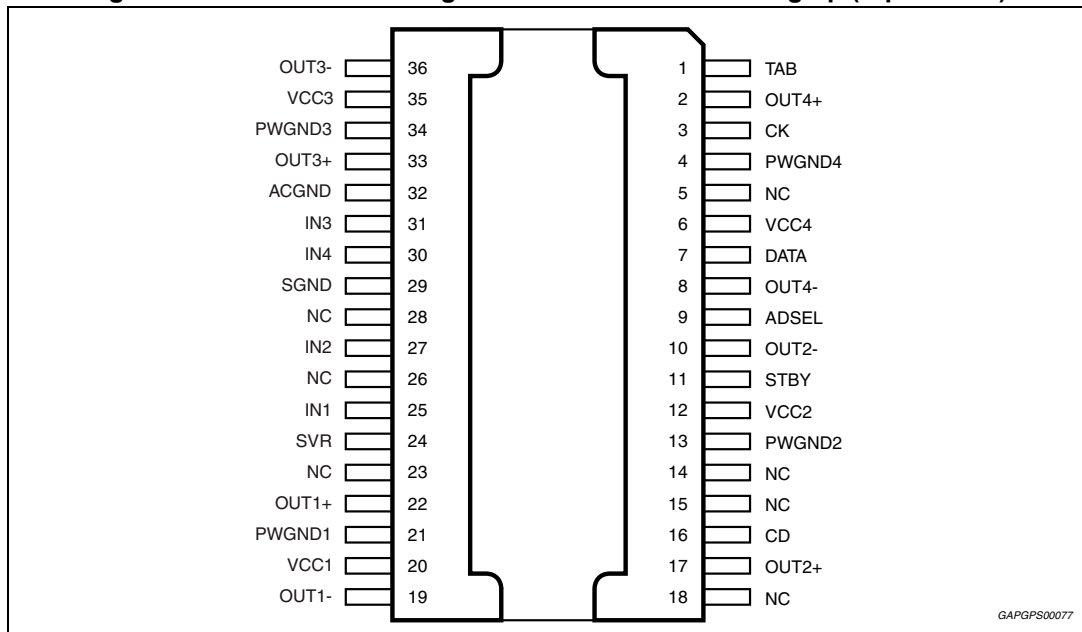 OUT3- 36 1 TAB
VCC3 35 2 OUT4+
PWGND3 34 3 CK
OUT3+ 33 4 PWGND4
ACGND 32 5 NC
IN3 31 6 VCC4
IN4 30 7 DATA
SGND 29 8 OUT4-
NC 28 9 ADSEL
IN2 27 10 OUT2-
NC 26 11 STBY
IN1 25 12 VCC2
SVR 24 13 PWGND2
NC 23 14 NC
OUT1+ 22 15 NC
PWGND1 21 16 CD
VCC1 20 17 OUT2+
OUT1- 19 18 NC
GAPGPS00077